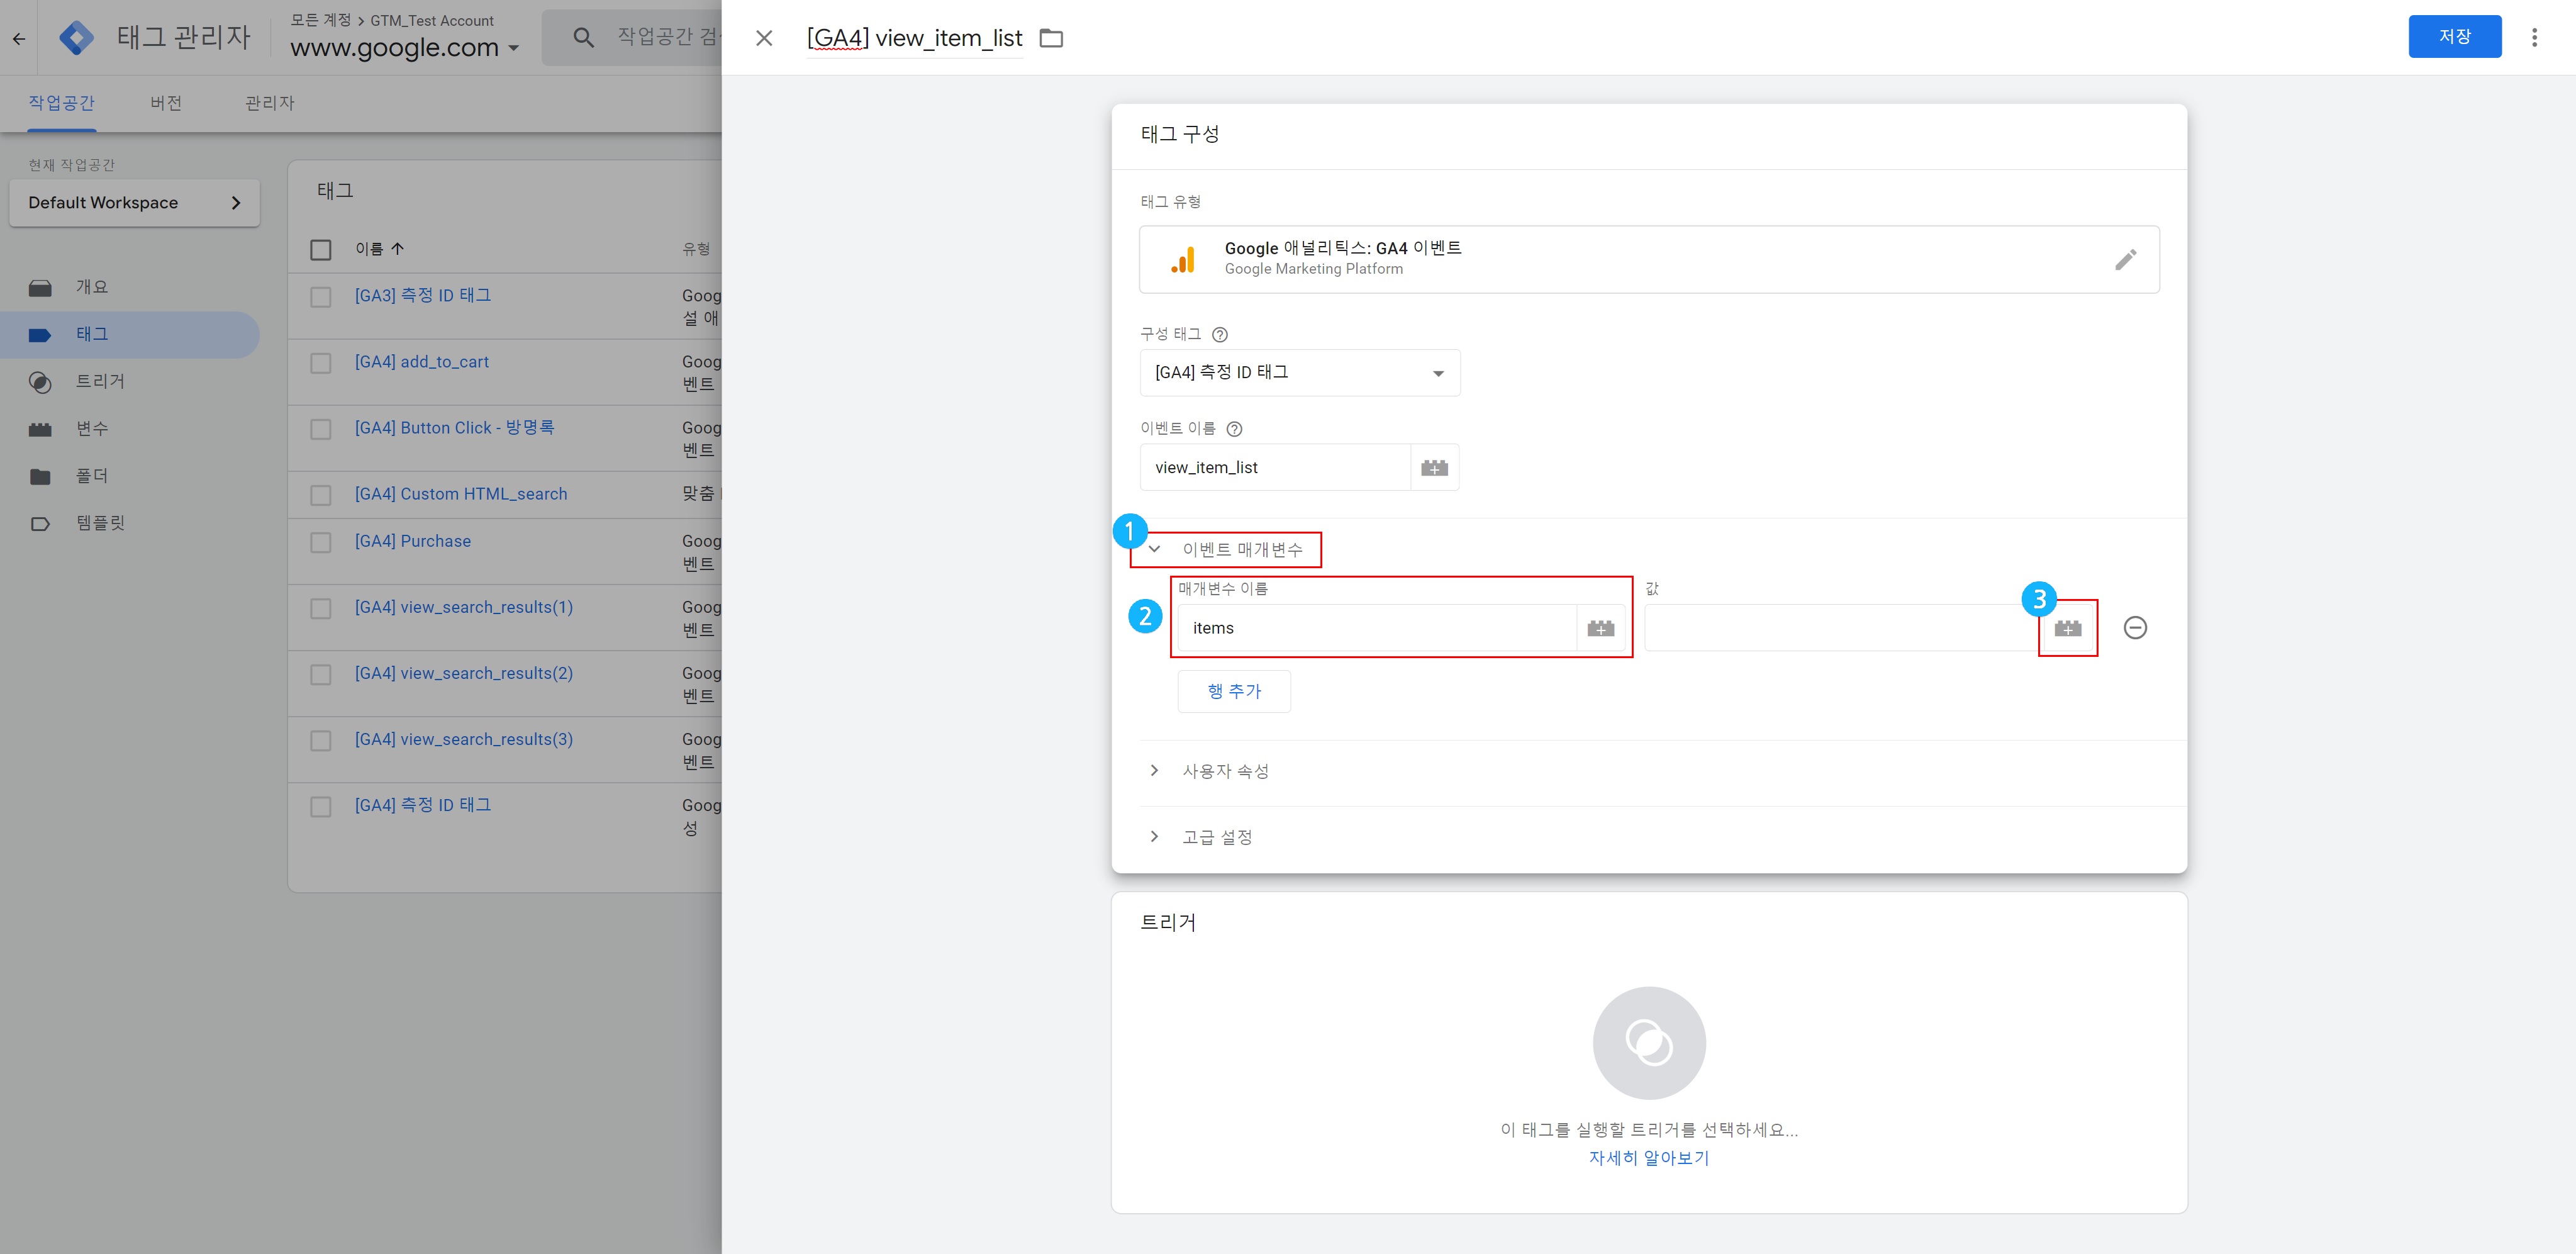 모든 계정 > GTM_Test Account
태그 관리자
www.google.com
작업공간 검
[GA4] view_item_list
저장
작업공간
버전
관리자
현재 작업공간
Default Workspace
개요
태그
트리거
변수
폴더
템플릿
태그
이름
유형
[GA3] 측정 ID 태그
Goog
설 애
[GA4] add_to_cart
Goog
벤트
[GA4] Button Click - 방명록
Goog
벤트
[GA4] Custom HTML_search
맞춤
[GA4] Purchase
Goog
벤트
[GA4] view_search_results(1)
Goog
벤트
[GA4] view_search_results(2)
Goog
벤트
[GA4] view_search_results(3)
Goog
벤트
[GA4] 측정 ID 태그
Goog
성
태그 구성
태그 유형
Google 애널리틱스: GA4 이벤트
Google Marketing Platform
구성 태그
[GA4] 측정 ID 태그
이벤트 이름
view_item_list
1
이벤트 매개변수
2
매개변수 이름
값
3
items
행 추가
사용자 속성
고급 설정
트리거
이 태그를 실행할 트리거를 선택하세요...
자세히 알아보기